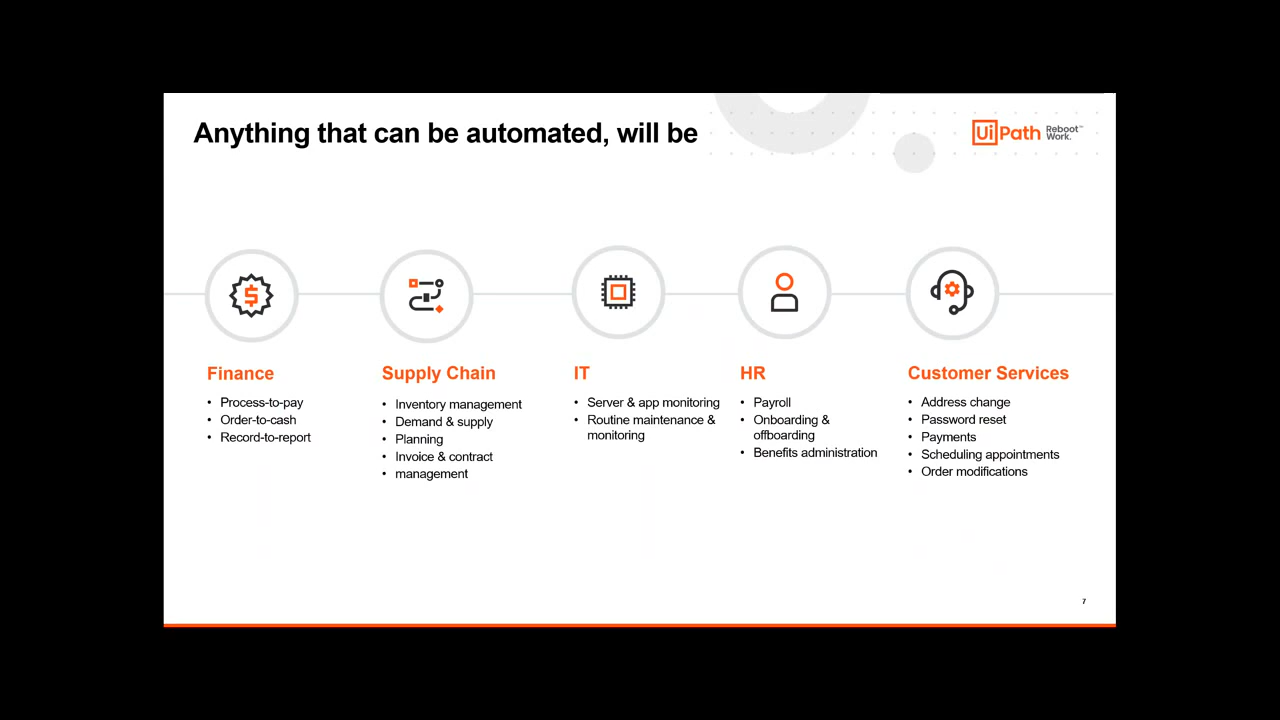 Anything that can be automated, will be
UiPath Reboot™
Work.
Finance
• Process-to-pay
• Order-to-cash
• Record-to-report
Supply Chain
• Inventory management
• Demand & supply
• Planning
• Invoice & contract
• management
IT
• Server & app monitoring
• Routine maintenance &
monitoring
HR
• Payroll
• Onboarding &
offboarding
• Benefits administration
Customer Services
• Address change
• Password reset
• Payments
• Scheduling appointments
• Order modifications
7